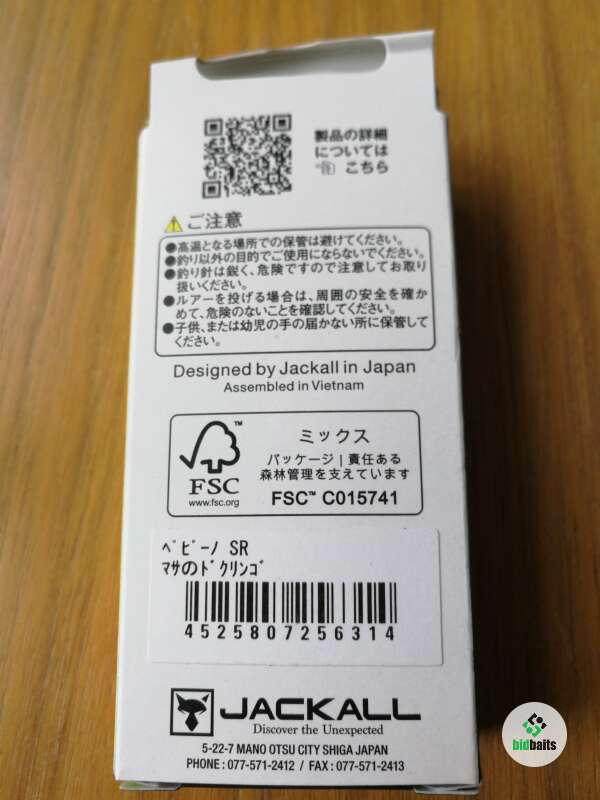 製品の詳細
については
こちら
ご注意
●高温となる場所での保管は避けてください。
●釣り以外の目的でご使用にならないでください。
●釣り針は鋭く、危険ですので注意してお取り
扱いください。
●ルアーを投げる場合は、周囲の安全を確か
めて、危険のないことを確認してください。
●子供、または幼児の手の届かない所に保管して
ください。
Designed by Jackall in Japan
Assembled in Vietnam
FSC
www.fsc.org
ミックス
パッケージ | 責任ある
森林管理を支えています
FSC™ C015741
ﾍﾞﾋﾟｰﾉ SR
ﾏｻのﾄﾞｸﾘﾝｺﾞ
4525807256314
JACKALL
Discover the Unexpected
5-22-7 MANO OTSU CITY SHIGA JAPAN
PHONE : 077-571-2412 / FAX : 077-571-2413
bidbaits